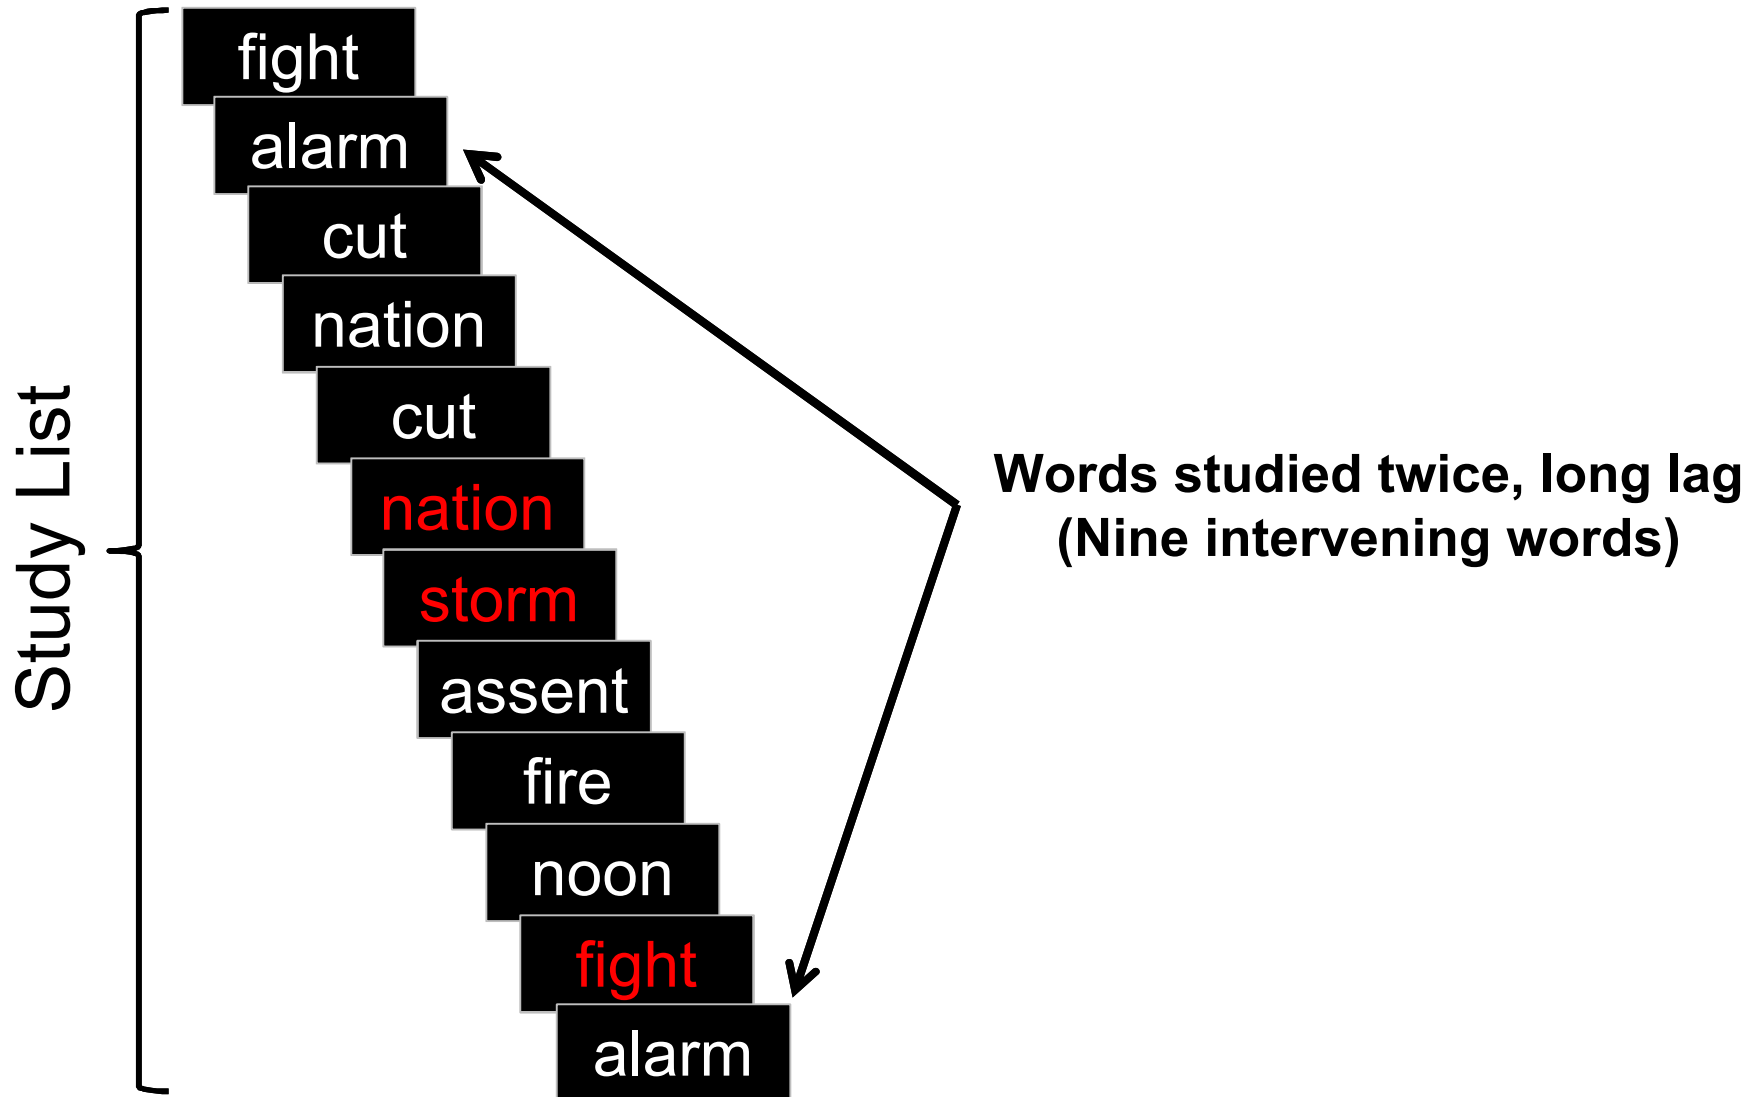 Study List
fight
alarm
cut
nation
cut
nation
storm
assent
fire
noon
fight
alarm
Words studied twice, long lag
(Nine intervening words)